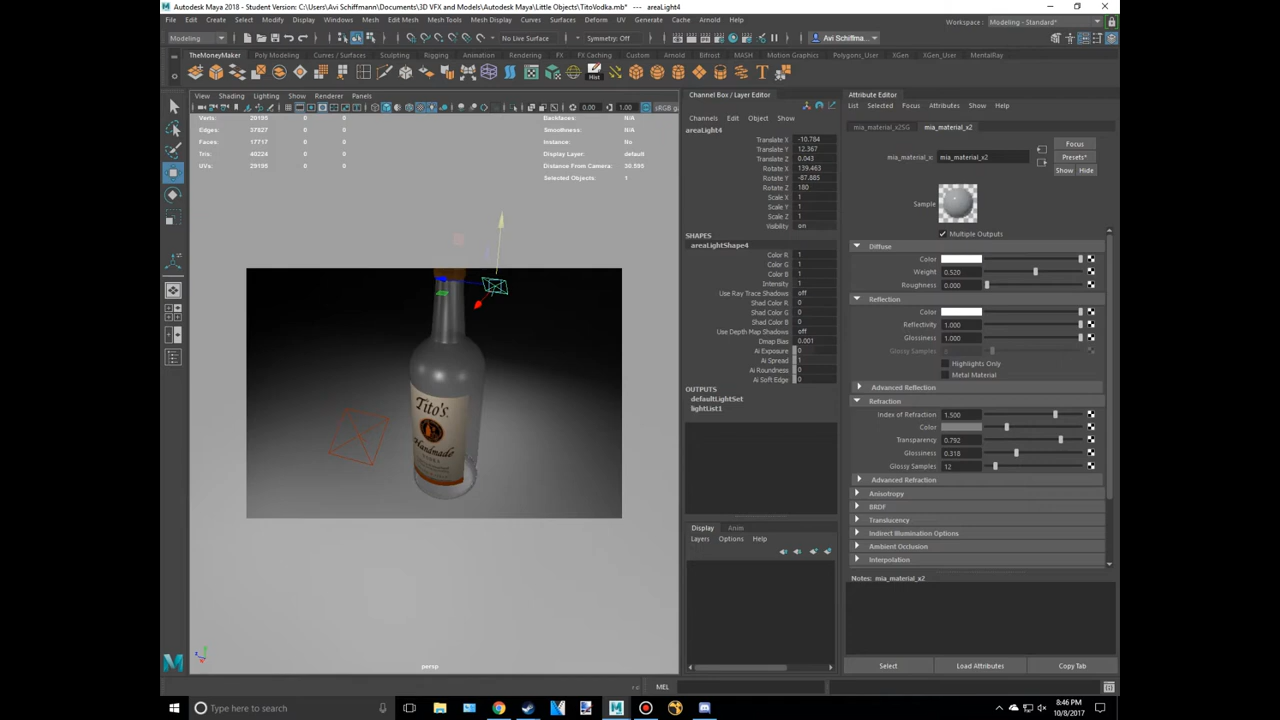 Autodesk Maya 2018 - Student Version: C:\Users\Avi Schiffmann\Documents\3D VFX and Models\Autodesk Maya\Little Objects\TitoVodka.mb* --- areaLight4
File Edit Create Select Modify Display Windows Mesh Edit Mesh Mesh Tools Mesh Display Curves Surfaces Deform UV Generate Cache Arnold Help Workspace : Modeling - Standard*
Modeling No Live Surface Symmetry: Off Avi Schiffman...
TheMoneyMaker Poly Modeling Curves / Surfaces Sculpting Rigging Animation Rendering FX FX Caching Custom Arnold Bifrost MASH Motion Graphics Polygons_User XGen XGen_User MentalRay
Hist
View Shading Lighting Show Renderer Panels
0.00 1.00 sRGB
Verts: 29186 0 0 Backfaces: N/A
Edges: 37827 0 0 Smoothness: N/A
Faces: 17717 0 0 Instance: No
Tris: 40224 0 0 Display Layer: default
UVs: 29186 0 0 Distance From Camera: 30.595
Selected Objects: 1
Tito's
Handmade
VODKA
persp
Channel Box / Layer Editor
Channels Edit Object Show
areaLight4
Translate X -10.784
Translate Y 12.367
Translate Z 0.043
Rotate X 139.463
Rotate Y -87.885
Rotate Z 180
Scale X 1
Scale Y 1
Scale Z 1
Visibility on
SHAPES
areaLightShape4
Color R 1
Color G 1
Color B 1
Intensity 1
Use Ray Trace Shadows off
Shad Color R 0
Shad Color G 0
Shad Color B 0
Use Depth Map Shadows off
Dmap Bias 0.001
Ai Exposure 0
Ai Spread 1
Ai Roundness 0
Ai Soft Edge 0
OUTPUTS
defaultLightSet
lightList1
Display Anim
Layers Options Help
Attribute Editor
List Selected Focus Attributes Show Help
mia_material_x2SG mia_material_x2
Focus
mia_material_x: mia_material_x2 Presets*
Show Hide
Sample
Multiple Outputs
Diffuse
Color
Weight 0.520
Roughness 0.000
Reflection
Color
Reflectivity 1.000
Glossiness 1.000
Glossy Samples 8
Highlights Only
Metal Material
Advanced Reflection
Refraction
Index of Refraction 1.500
Color
Transparency 0.792
Glossiness 0.318
Glossy Samples 12
Advanced Refraction
Anisotropy
BRDF
Translucency
Indirect Illumination Options
Ambient Occlusion
Interpolation
Notes: mia_material_x2
Select Load Attributes Copy Tab
MEL
Type here to search
8:46 PM
10/8/2017